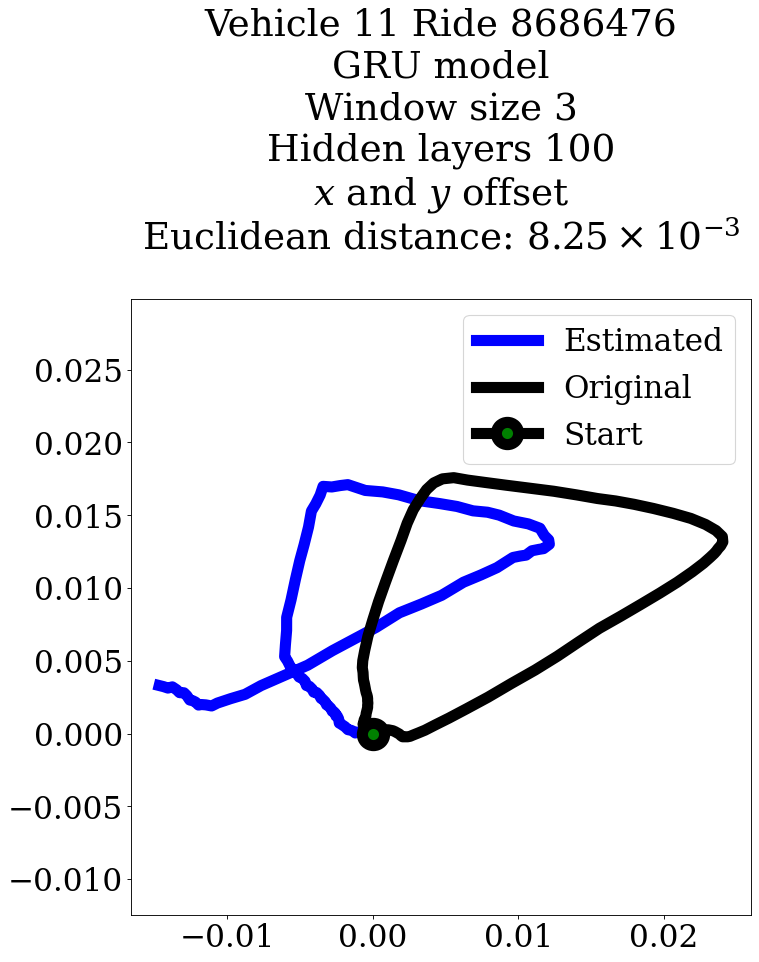 Vehicle 11 Ride 8686476
GRU model
Window size 3
Hidden layers 100
x and y offset
Euclidean distance: 8.25 × 10⁻³
Estimated
Original
Start
0.025
0.020
0.015
0.010
0.005
0.000
−0.005
−0.010
−0.01 0.00 0.01 0.02